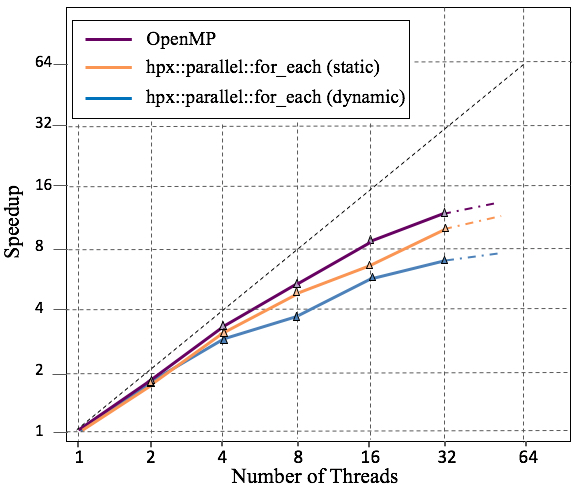 OpenMP
hpx::parallel::for_each (static)
hpx::parallel::for_each (dynamic)
64
32
16
8
4
2
1
Speedup
1 2 4 8 16 32 64
Number of Threads